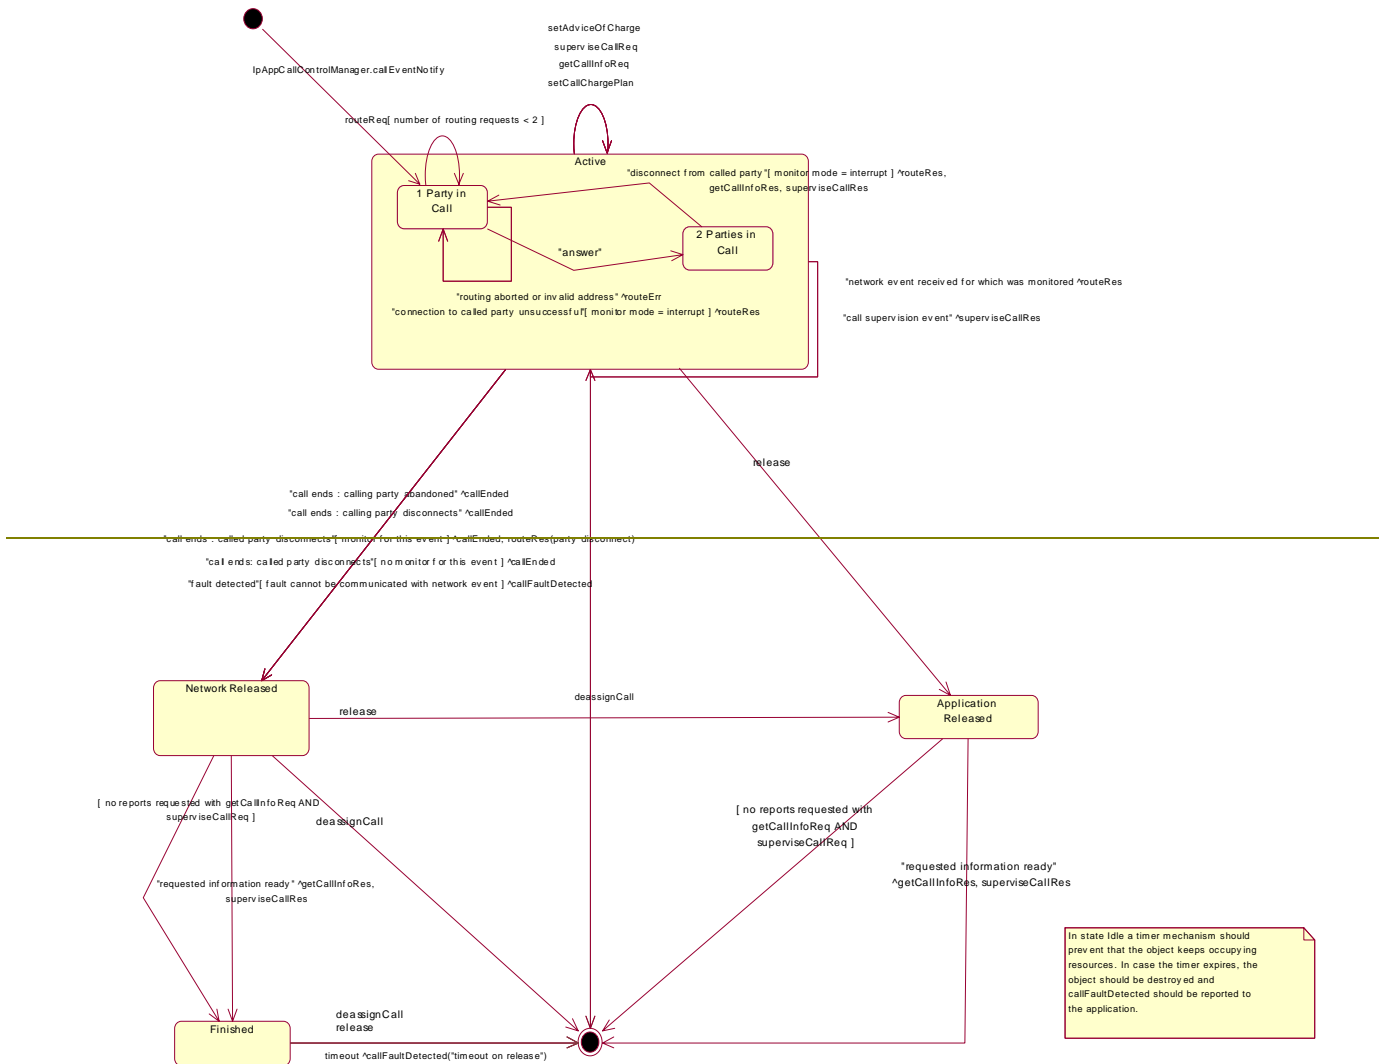 setAdviceOfCharge
superviseCallReq
getCallInfoReq
setCallChargePlan
IpAppCallControlManager.callEventNotify
routeReq[ number of routing requests < 2 ]
Active
"disconnect from called party"[ monitor mode = interrupt ] ^routeRes,
getCallInfoRes, superviseCallRes
1 Party in
Call
2 Parties in
Call
"answer"
"network event received for which was monitored ^routeRes
"routing aborted or invalid address" ^routeErr
"connection to called party unsuccessful"[ monitor mode = interrupt ] ^routeRes
"call supervision event" ^superviseCallRes
release
"call ends : calling party abandoned" ^callEnded
"call ends : calling party disconnects" ^callEnded
"call ends : called party disconnects"[ monitor for this event ] ^callEnded, routeRes(party disconnect)
"call ends: called party disconnects"[ no monitor for this event ] ^callEnded
"fault detected"[ fault cannot be communicated with network event ] ^callFaultDetected
Network Released
deassignCall
release
Application
Released
[ no reports requested with getCallInfoReq AND
superviseCallReq ]
deassignCall
[ no reports requested with
getCallInfoReq AND
superviseCallReq ]
"requested information ready" ^getCallInfoRes,
superviseCallRes
"requested information ready"
^getCallInfoRes, superviseCallRes
In state Idle a timer mechanism should
prevent that the object keeps occupying
resources. In case the timer expires, the
object should be destroyed and
callFaultDetected should be reported to
the application.
Finished
deassignCall
release
timeout ^callFaultDetected("timeout on release")